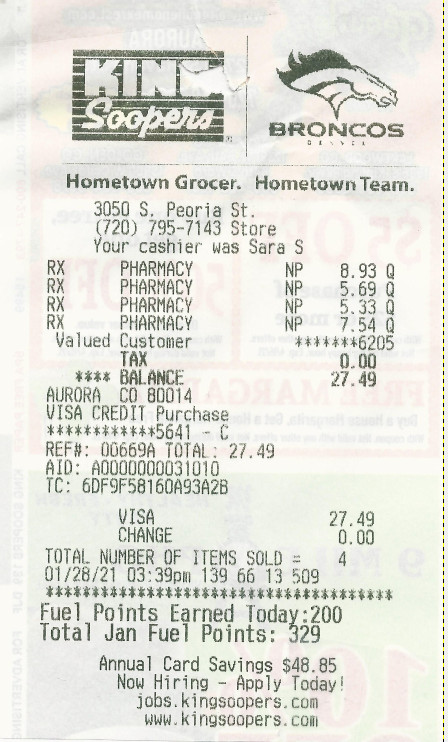 KING
Soopers
BRONCOS
DENVER
Hometown Grocer. Hometown Team.
3050 S. Peoria St.
(720) 795-7143 Store
Your cashier was Sara S
RX PHARMACY NP 8.93 Q
RX PHARMACY NP 5.69 Q
RX PHARMACY NP 5.33 Q
RX PHARMACY NP 7.54 Q
Valued Customer *******6205
TAX 0.00
**** BALANCE 27.49
AURORA CO 80014
VISA CREDIT Purchase
************5641 - C
REF#: 00669A TOTAL: 27.49
AID: A0000000031010
TC: 6DF9F58160A93A2B
VISA 27.49
CHANGE 0.00
TOTAL NUMBER OF ITEMS SOLD = 4
01/28/21 03:39pm 139 66 13 509
************************************
Fuel Points Earned Today:200
Total Jan Fuel Points: 329
Annual Card Savings $48.85
Now Hiring - Apply Today!
jobs.kingsoopers.com
www.kingsoopers.com